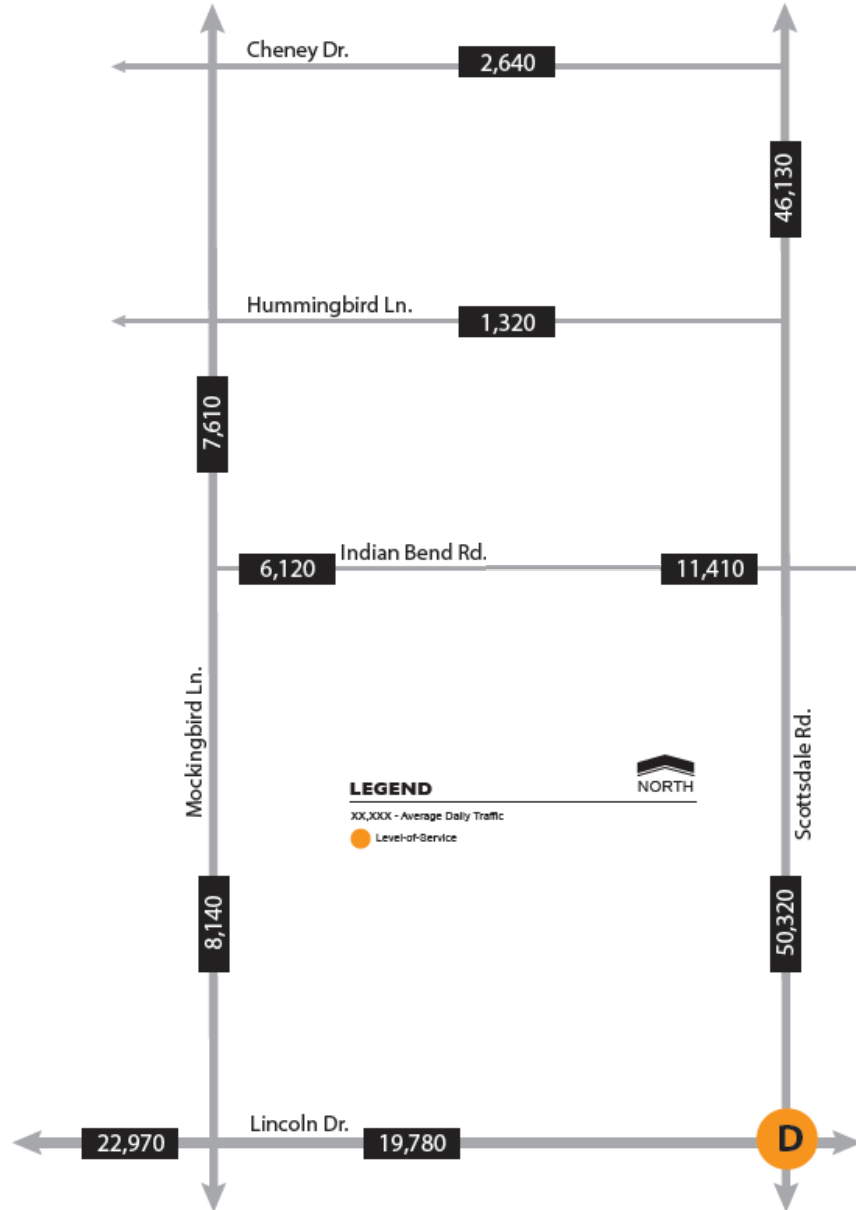 Cheney Dr.
2,640
46,130
Hummingbird Ln.
1,320
7,610
Indian Bend Rd.
6,120
11,410
Mockingbird Ln.
Scottsdale Rd.
NORTH
LEGEND
XX,XXX - Average Daily Traffic
Level-of-Service
8,140
50,320
Lincoln Dr.
22,970
19,780
D